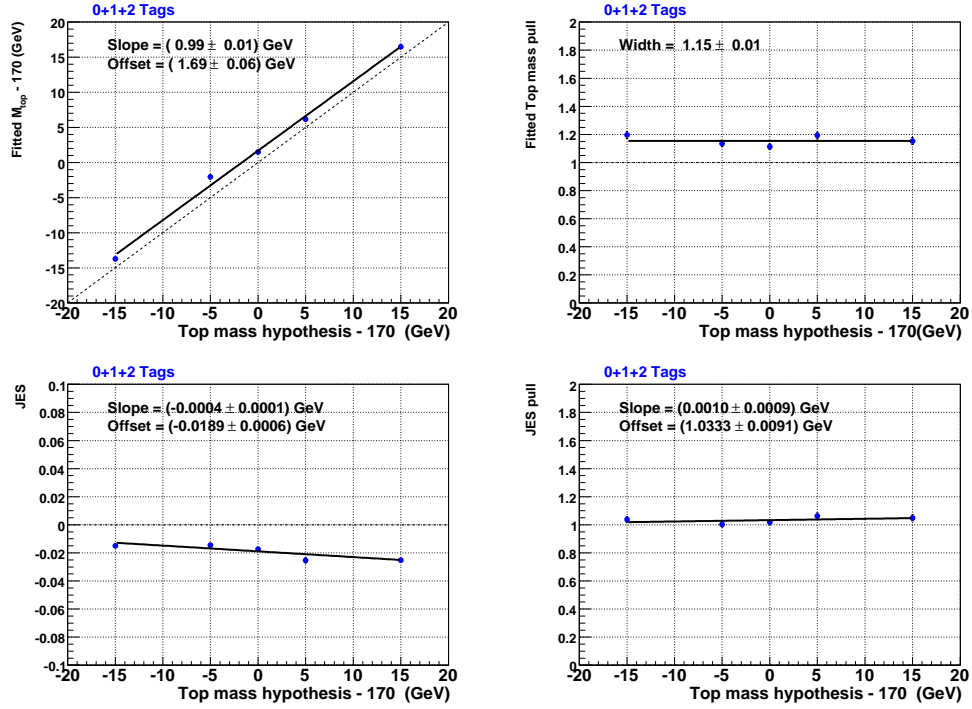 0+1+2 Tags
Fitted M_top - 170 (GeV)
Slope = ( 0.99 ± 0.01) GeV
Offset = ( 1.69 ± 0.06) GeV
20
15
10
5
0
-5
-10
-15
-20
-20 -15 -10 -5 0 5 10 15 20
Top mass hypothesis - 170 (GeV)
0+1+2 Tags
Fitted Top mass pull
Width = 1.15 ± 0.01
2
1.8
1.6
1.4
1.2
1
0.8
0.6
0.4
0.2
0
-20 -15 -10 -5 0 5 10 15 20
Top mass hypothesis - 170(GeV)
0+1+2 Tags
JES
Slope = (-0.0004 ± 0.0001) GeV
Offset = (-0.0189 ± 0.0006) GeV
0.1
0.08
0.06
0.04
0.02
0
-0.02
-0.04
-0.06
-0.08
-0.1
-20 -15 -10 -5 0 5 10 15 20
Top mass hypothesis - 170 (GeV)
0+1+2 Tags
JES pull
Slope = (0.0010 ± 0.0009) GeV
Offset = (1.0333 ± 0.0091) GeV
2
1.8
1.6
1.4
1.2
1
0.8
0.6
0.4
0.2
0
-20 -15 -10 -5 0 5 10 15 20
Top mass hypothesis - 170 (GeV)